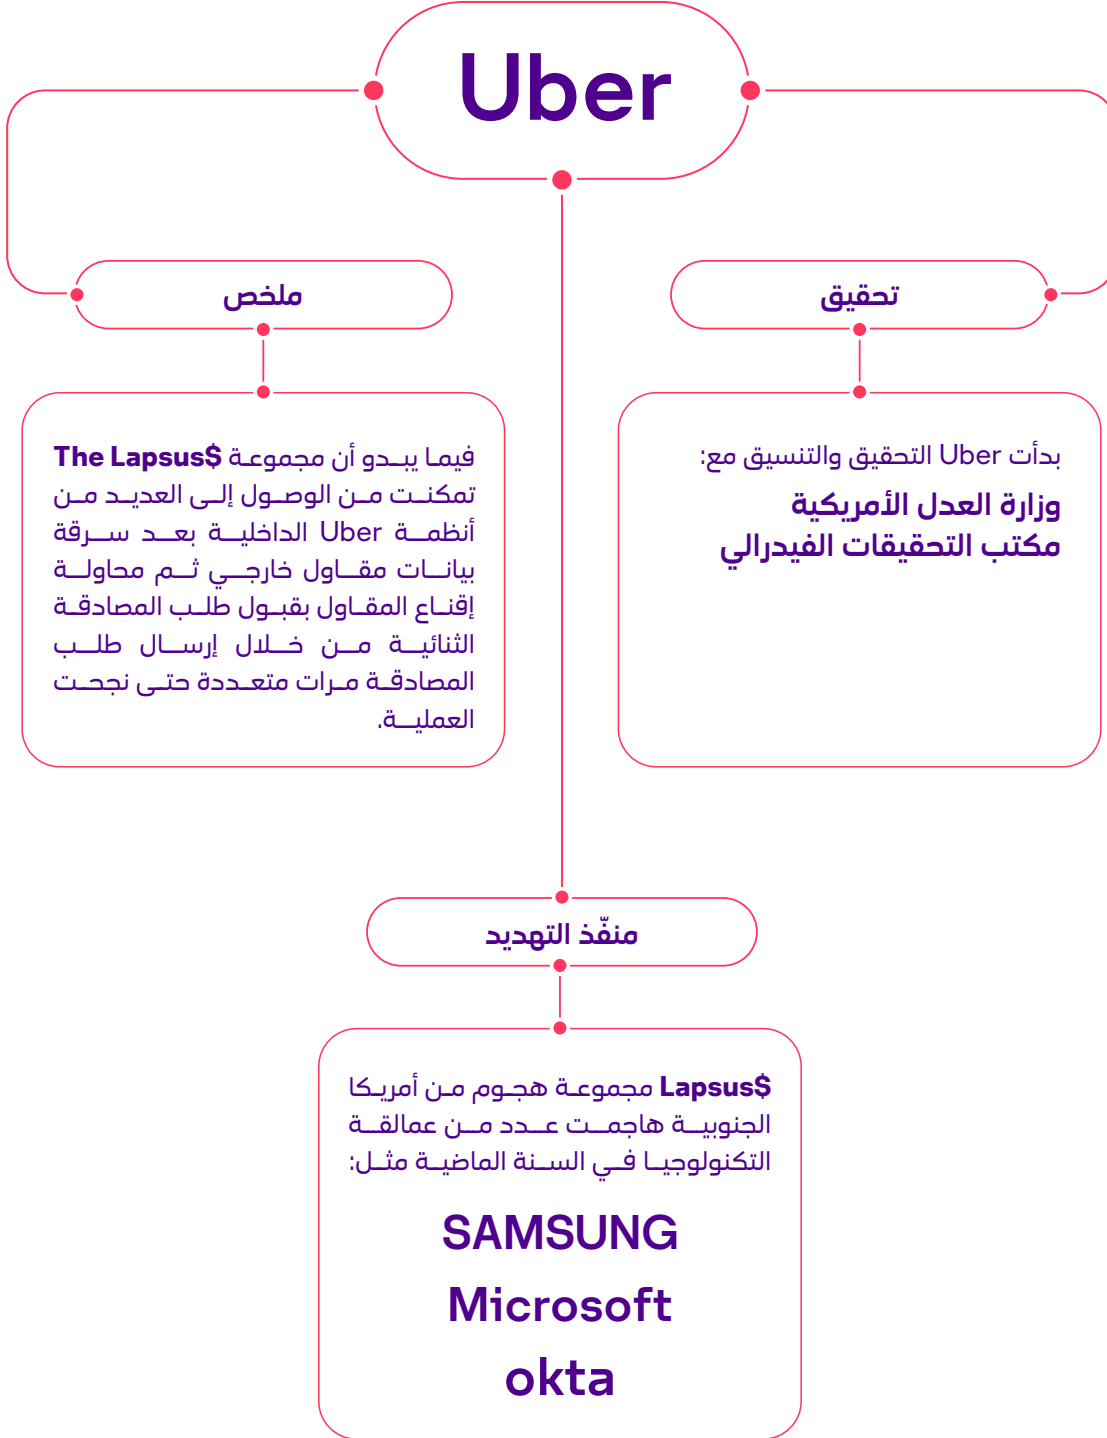 Uber
تحقيق
بدأت Uber التحقيق والتنسيق مع:
وزارة العدل الأمريكية
مكتب التحقيقات الفيدرالي
ملخص
فيما يبدو أن مجموعة The Lapsus$
تمكنت من الوصول إلى العديد من
أنظمة Uber الداخلية بعد سرقة
بيانات مقاول خارجي ثم محاولة
إقناع المقاول بقبول طلب المصادقة
الثنائية من خلال إرسال طلب
المصادقة مرات متعددة حتى نجحت
العملية.
منفّذ التهديد
Lapsus$ مجموعة هجوم من أمريكا
الجنوبية هاجمت عدد من عمالقة
التكنولوجيا في السنة الماضية مثل:
SAMSUNG
Microsoft
okta